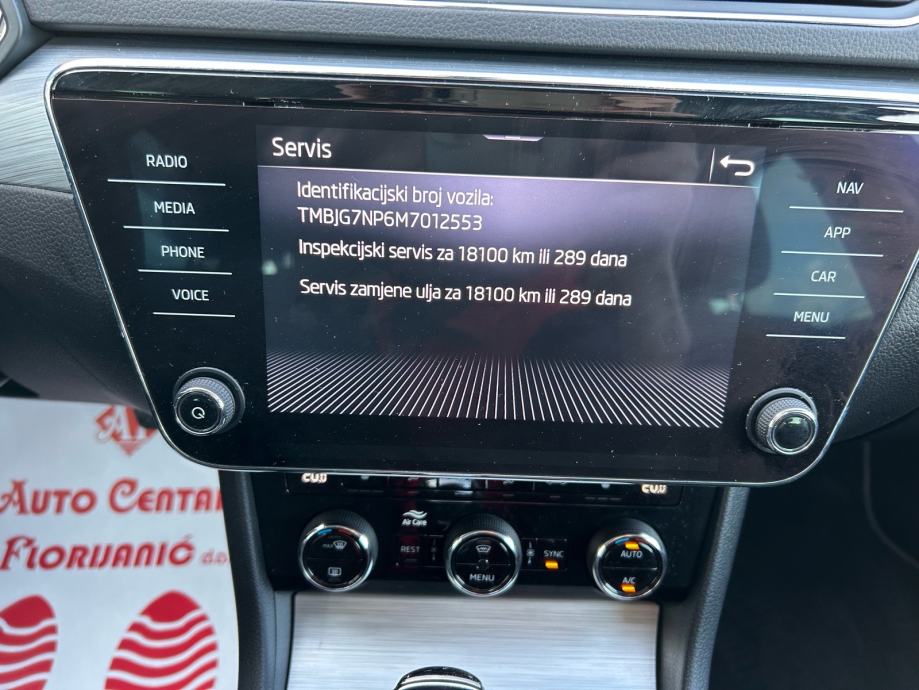 Servis
Identifikacijski broj vozila:
TMBJG7NP6M7012553
Inspekcijski servis za 18100 km ili 289 dana
Servis zamjene ulja za 18100 km ili 289 dana
RADIO
MEDIA
PHONE
VOICE
NAV
APP
CAR
MENU
Air Care
MAX
REST
MENU
SYNC
AUTO
A/C
AUTO CENTAR
FIORIJANIĆ d.o.